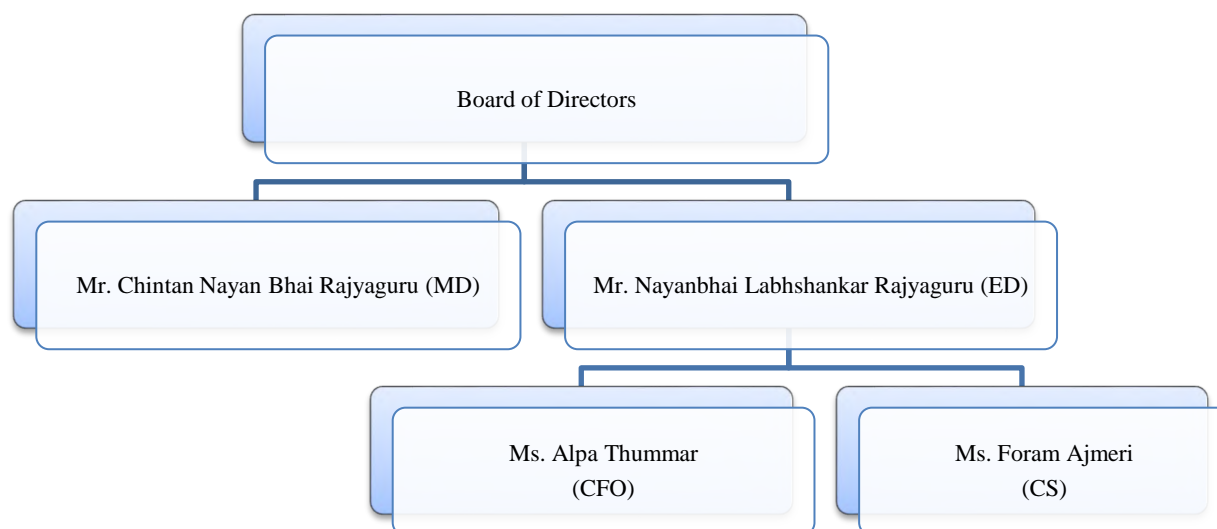 Board of Directors
Mr. Chintan Nayan Bhai Rajyaguru (MD)
Mr. Nayanbhai Labhshankar Rajyaguru (ED)
Ms. Alpa Thummar
(CFO)
Ms. Foram Ajmeri
(CS)